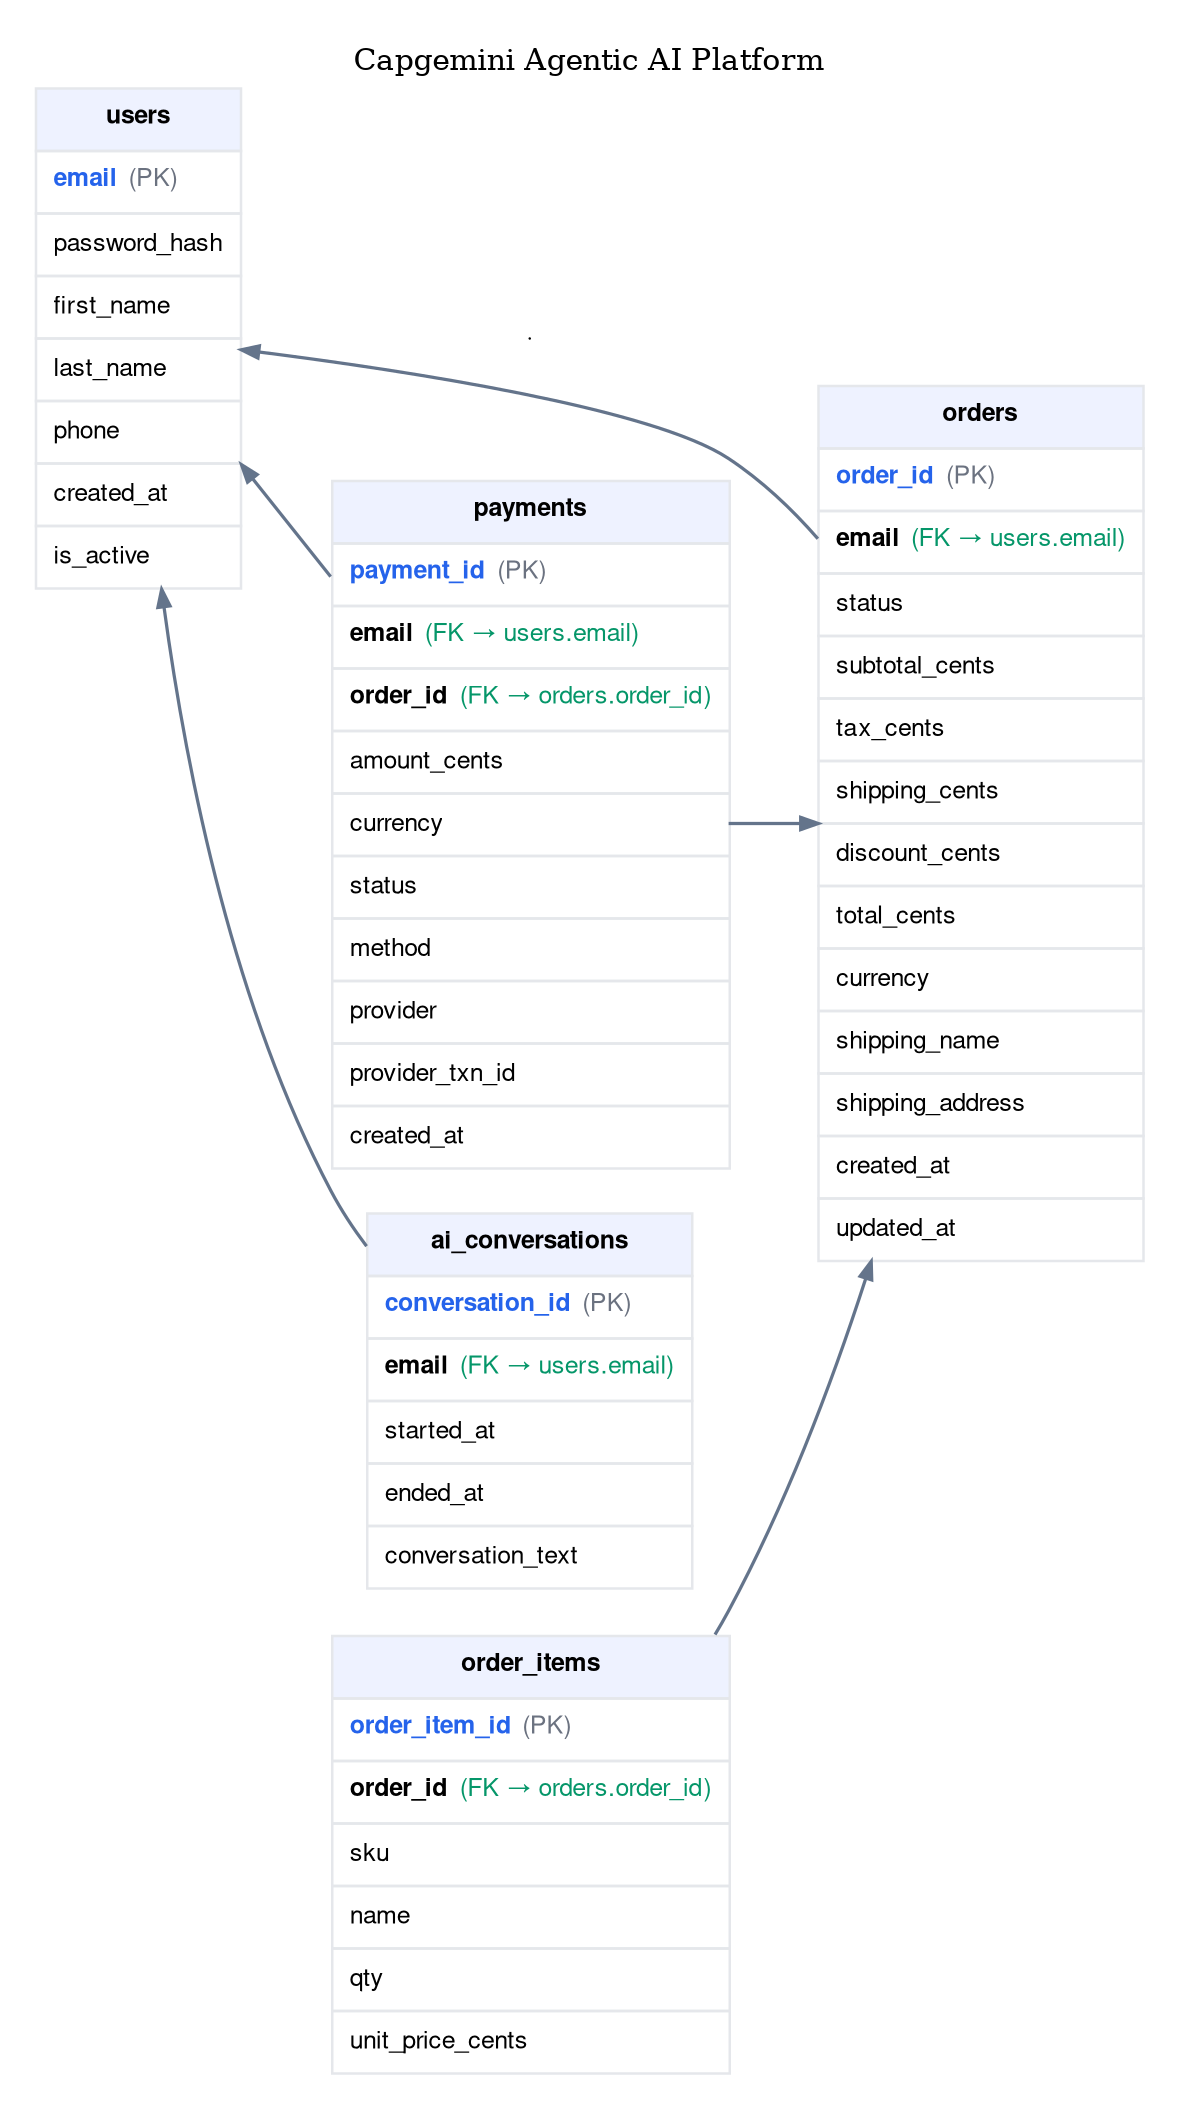 Capgemini Agentic AI Platform
users
email (PK)
password_hash
first_name
last_name
phone
created_at
is_active
payments
payment_id (PK)
email (FK → users.email)
order_id (FK → orders.order_id)
amount_cents
currency
status
method
provider
provider_txn_id
created_at
orders
order_id (PK)
email (FK → users.email)
status
subtotal_cents
tax_cents
shipping_cents
discount_cents
total_cents
currency
shipping_name
shipping_address
created_at
updated_at
ai_conversations
conversation_id (PK)
email (FK → users.email)
started_at
ended_at
conversation_text
order_items
order_item_id (PK)
order_id (FK → orders.order_id)
sku
name
qty
unit_price_cents